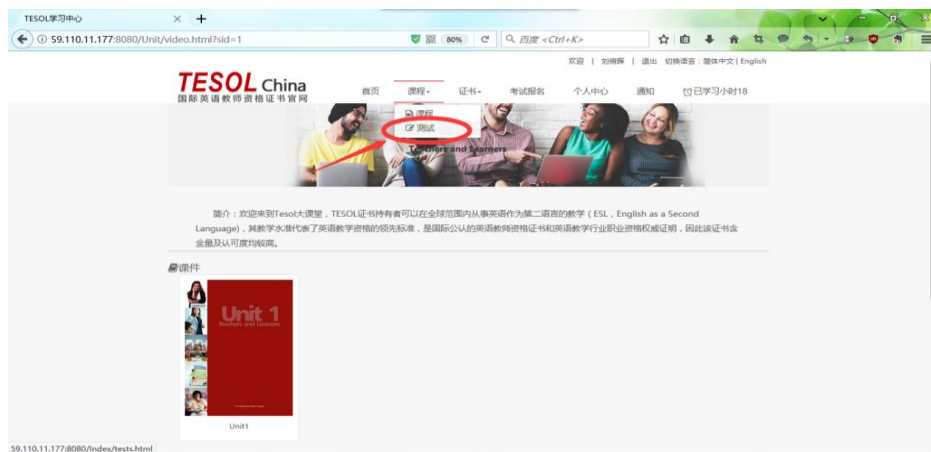 TESOL学习中心
59.110.11.177:8080/Unit/video.html?sid=1
80%
百度 <Ctrl+K>
欢迎 | 刘倩晖 | 退出 切换语言：简体中文 | English
TESOL China
国际英语教师资格证书官网
首页 课程 证书 考试报名 个人中心 通知 已学习小时18
课程
测试
Teachers and Learners
简介：欢迎来到Tesol大课堂，TESOL证书持有者可以在全球范围内从事英语作为第二语言的教学（ESL，English as a Second
Language)，其教学水准代表了英语教学资格的领先标准，是国际公认的英语教师资格证书和英语教学行业职业资格权威证明，因此该证书含
金量及认可度均较高。
课件
Unit 1
Teachers and Learners
Unit1
59.110.11.177:8080/Index/tests.html